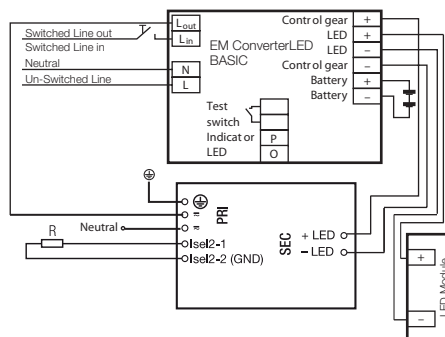 Switched Line out
Switched Line in
Neutral
Un-Switched Line
Lout
Lin
N
L
EM ConverterLED
BASIC
Test
switch
Indicator
LED
P
O
Control gear +
LED +
LED −
Control gear −
Battery +
Battery −
R
Neutral
=
≂
PRI
Isel2-1
Isel2-2 (GND)
SEC
+ LED
− LED
+
−
LED Module